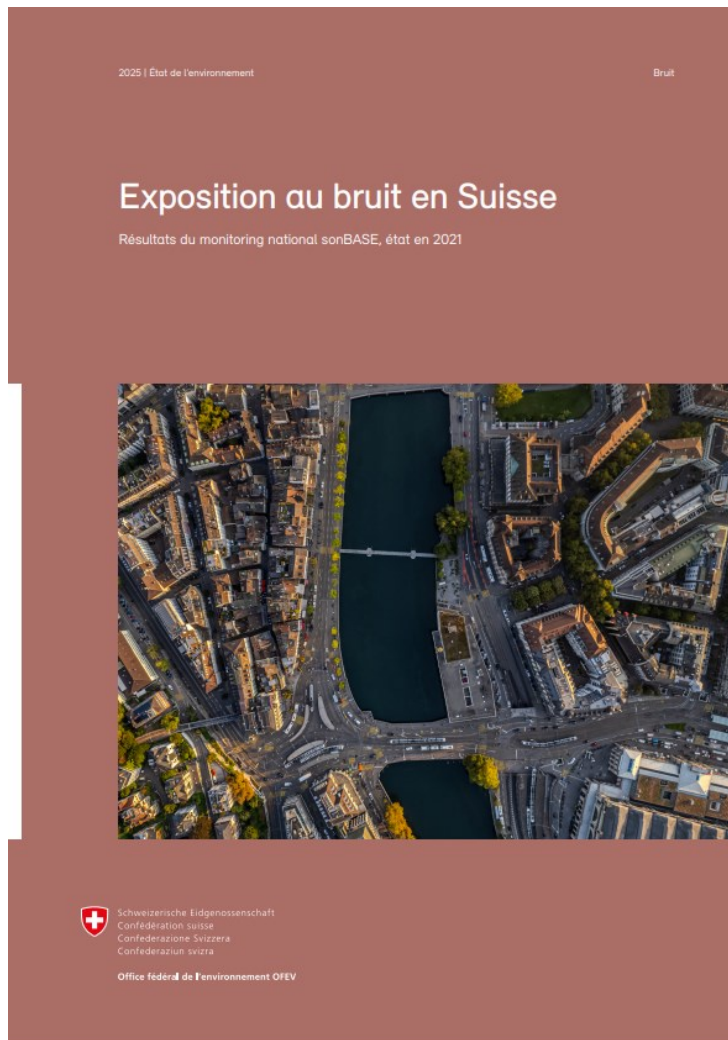 2025 | État de l'environnement
Bruit
Exposition au bruit en Suisse
Résultats du monitoring national sonBASE, état en 2021
Schweizerische Eidgenossenschaft
Confédération suisse
Confederazione Svizzera
Confederaziun svizra
Office fédéral de l'environnement OFEV